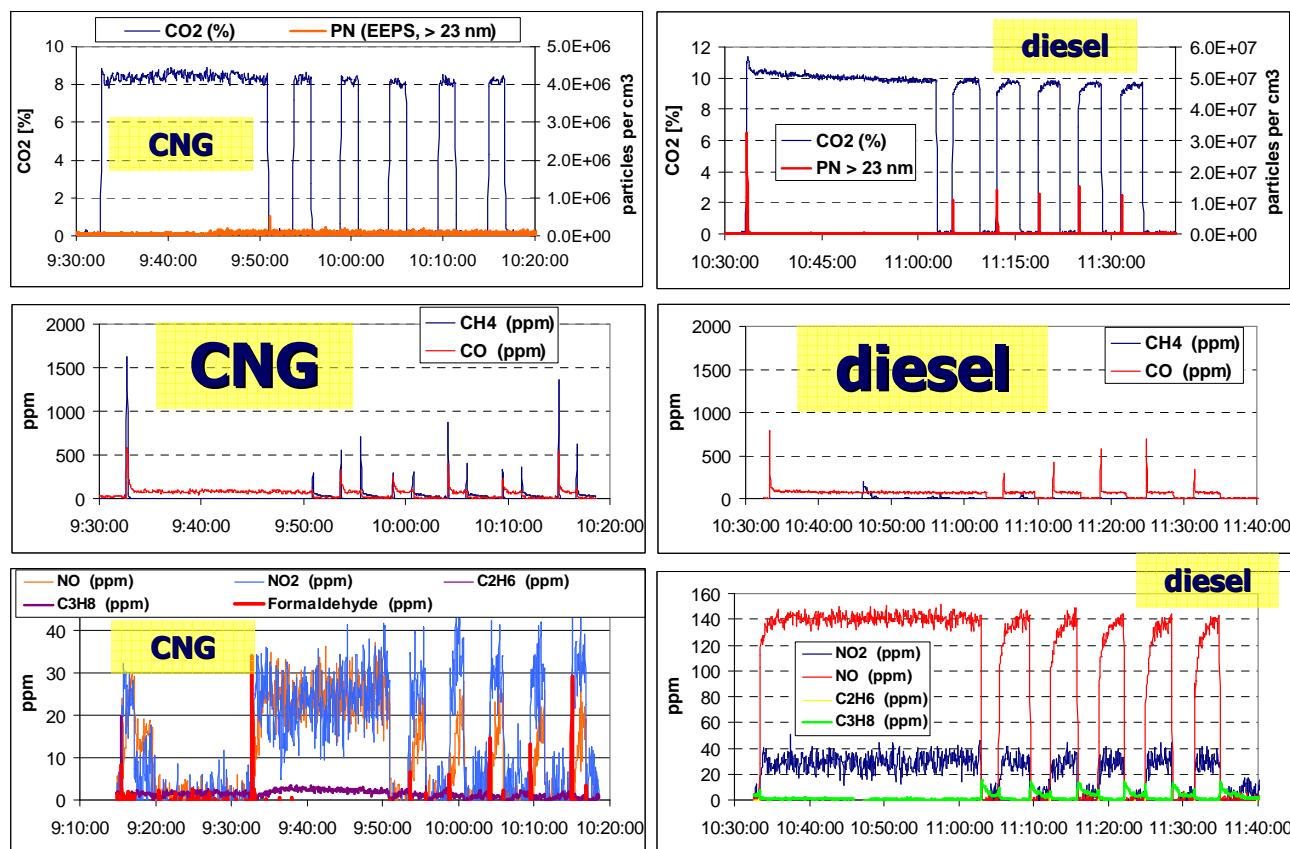 CO2 (%) PN (EEPS, > 23 nm)
10
8
6
4
2
0
CO2 [%]
5.0E+06
4.0E+06
3.0E+06
2.0E+06
1.0E+06
0.0E+00
particles per cm3
CNG
9:30:00 9:40:00 9:50:00 10:00:00 10:10:00 10:20:00
diesel
12
10
8
6
4
2
0
CO2 [%]
6.0E+07
5.0E+07
4.0E+07
3.0E+07
2.0E+07
1.0E+07
0.0E+00
particles per cm3
CO2 (%)
PN > 23 nm
10:30:00 10:45:00 11:00:00 11:15:00 11:30:00
CH4 (ppm)
CO (ppm)
CNG
2000
1500
1000
500
0
ppm
9:30:00 9:40:00 9:50:00 10:00:00 10:10:00 10:20:00
diesel
CH4 (ppm)
CO (ppm)
2000
1500
1000
500
0
ppm
10:30:00 10:40:00 10:50:00 11:00:00 11:10:00 11:20:00 11:30:00 11:40:00
NO (ppm) NO2 (ppm) C2H6 (ppm)
C3H8 (ppm) Formaldehyde (ppm)
CNG
40
30
20
10
0
ppm
9:10:00 9:20:00 9:30:00 9:40:00 9:50:00 10:00:00 10:10:00 10:20:00
diesel
160
140
120
100
80
60
40
20
0
ppm
NO2 (ppm)
NO (ppm)
C2H6 (ppm)
C3H8 (ppm)
10:30:00 10:40:00 10:50:00 11:00:00 11:10:00 11:20:00 11:30:00 11:40:00